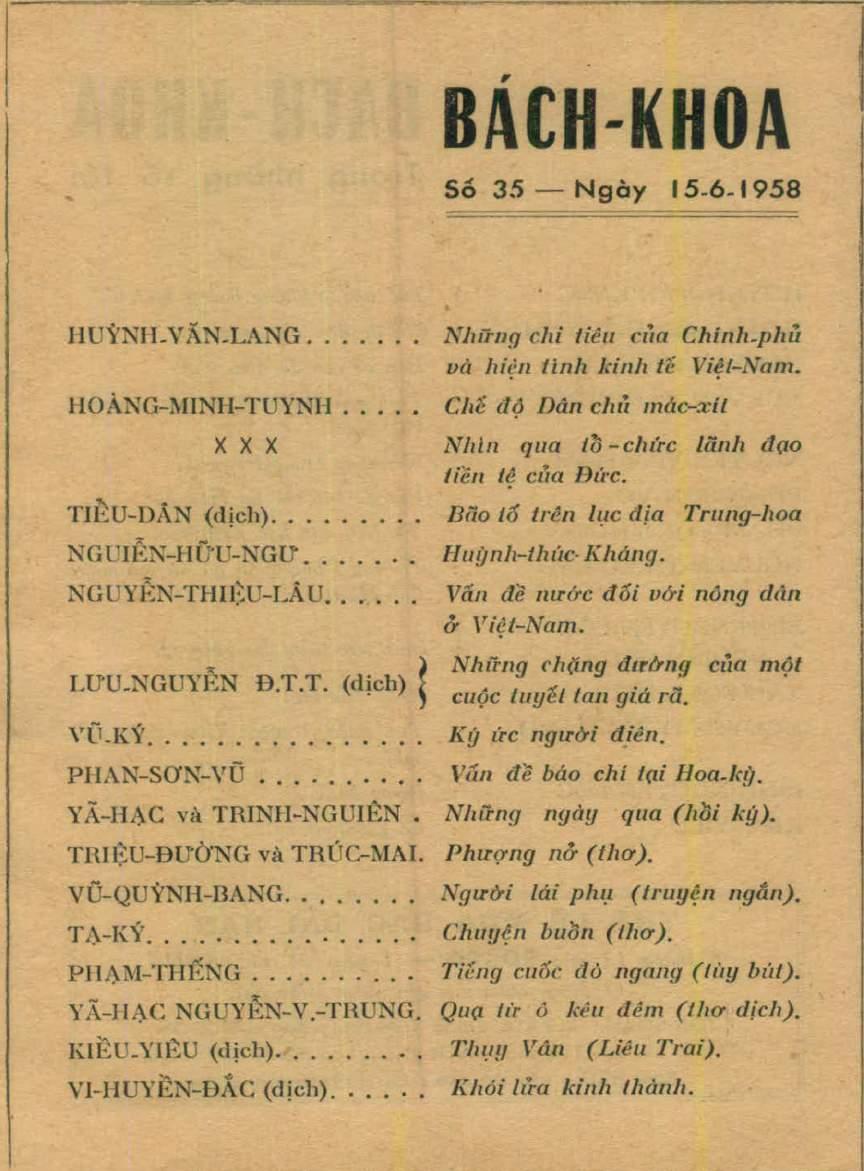 BÁCH-KHOA
Số 35 — Ngày 15-6-1958
HUỲNH-VĂN-LANG....... Những chi tiêu của Chính-phủ
và hiện tình kinh tế Việt-Nam.
HOÀNG-MINH-TUYNH ..... Chế độ Dân chủ mác-xít
X X X Nhìn qua tổ-chức lãnh đạo
tiền tệ của Đức.
TIỂU-DÂN (dịch)......... Bão tố trên lục địa Trung-hoa
NGUIỄN-HỮU-NGƯ....... Huỳnh-thúc-Kháng.
NGUYỄN-THIỆU-LÂU...... Vấn đề nước đối với nông dân
ở Việt-Nam.
LƯU-NGUYỄN Đ.T.T. (dịch) } Những chặng đường của một
cuộc tuyết tan giá rã.
VŨ-KÝ................ Ký ức người điên.
PHAN-SƠN-VŨ .......... Vấn đề báo chí tại Hoa-kỳ.
YÃ-HẠC và TRINH-NGUIÊN . Những ngày qua (hồi ký).
TRIỆU-ĐƯỜNG và TRÚC-MAI. Phượng nở (thơ).
VŨ-QUỲNH-BANG........ Người lái phụ (truyện ngắn).
TẠ-KÝ................ Chuyện buồn (thơ).
PHẠM-THẾNG .......... Tiếng cuốc đò ngang (tùy bút).
YÃ-HẠC NGUYỄN-V.-TRUNG. Quạ từ ô kêu đêm (thơ dịch).
KIỀU-YIÊU (dịch)......... Thụy Vân (Liêu Trai).
VI-HUYỀN-ĐẮC (dịch)...... Khói lửa kinh thành.